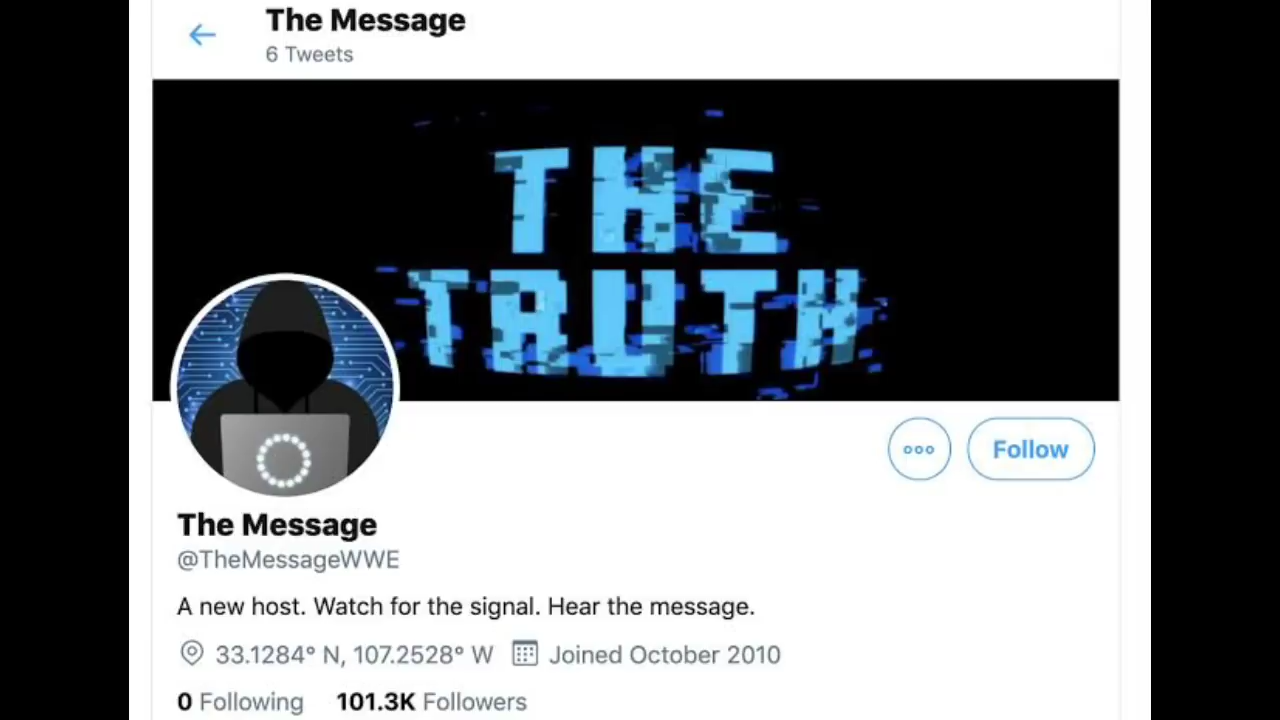 The Message
6 Tweets
THE
TRUTH
Follow
The Message
@TheMessageWWE
A new host. Watch for the signal. Hear the message.
33.1284° N, 107.2528° W Joined October 2010
0 Following 101.3K Followers